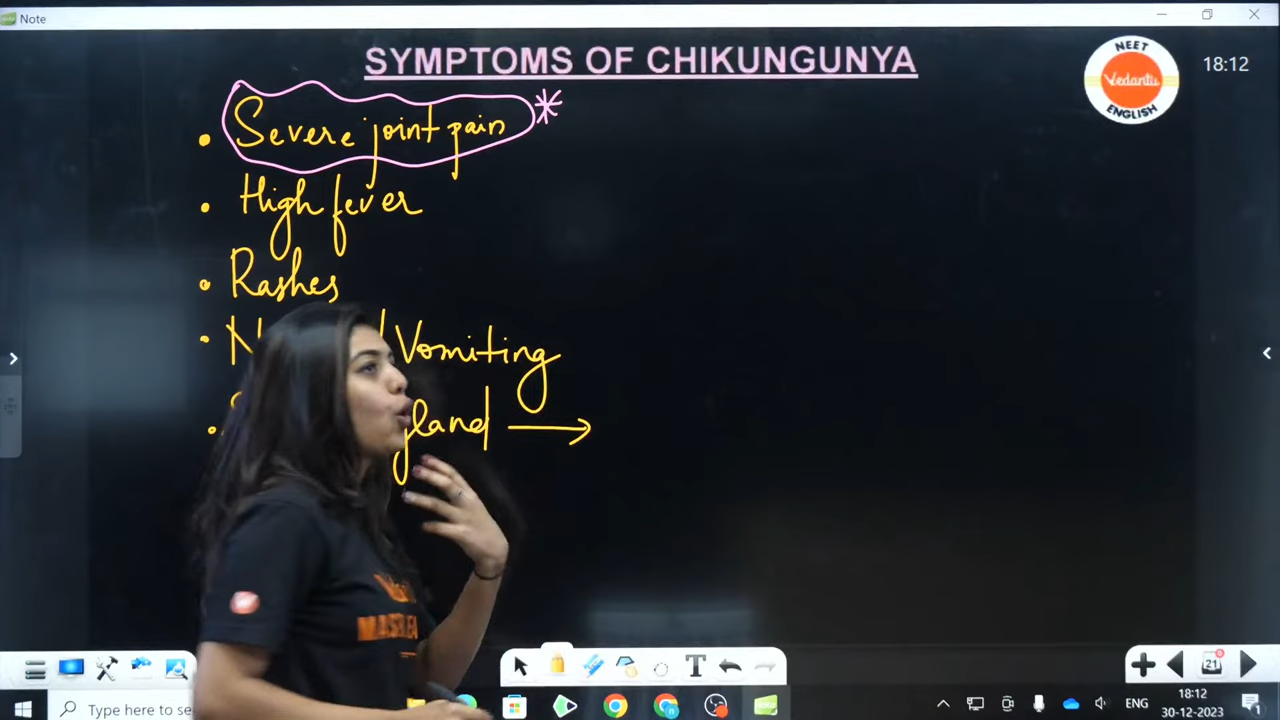 Note
SYMPTOMS OF CHIKUNGUNYA
NEET
Vedantu
ENGLISH
18:12
• Severe joint pain *
• High fever
• Rashes
• Vomiting
• gland →
T
21
Type here to se
ENG
18:12
30-12-2023
1